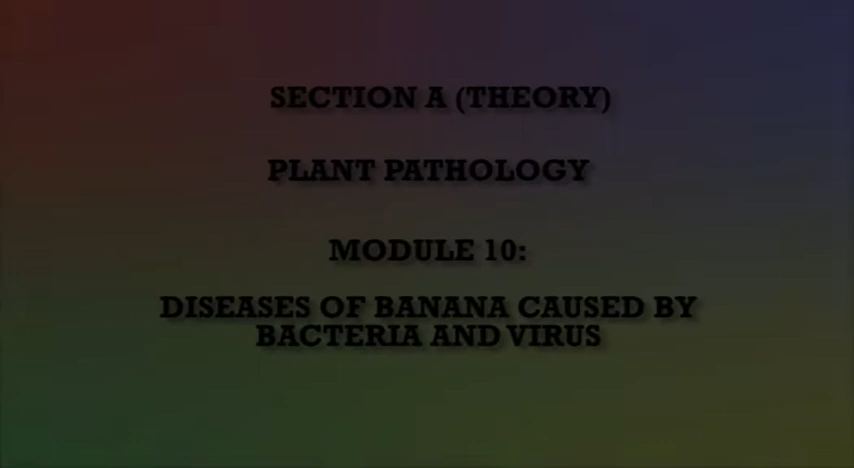 SECTION A (THEORY)
PLANT PATHOLOGY
MODULE 10:
DISEASES OF BANANA CAUSED BY
BACTERIA AND VIRUS